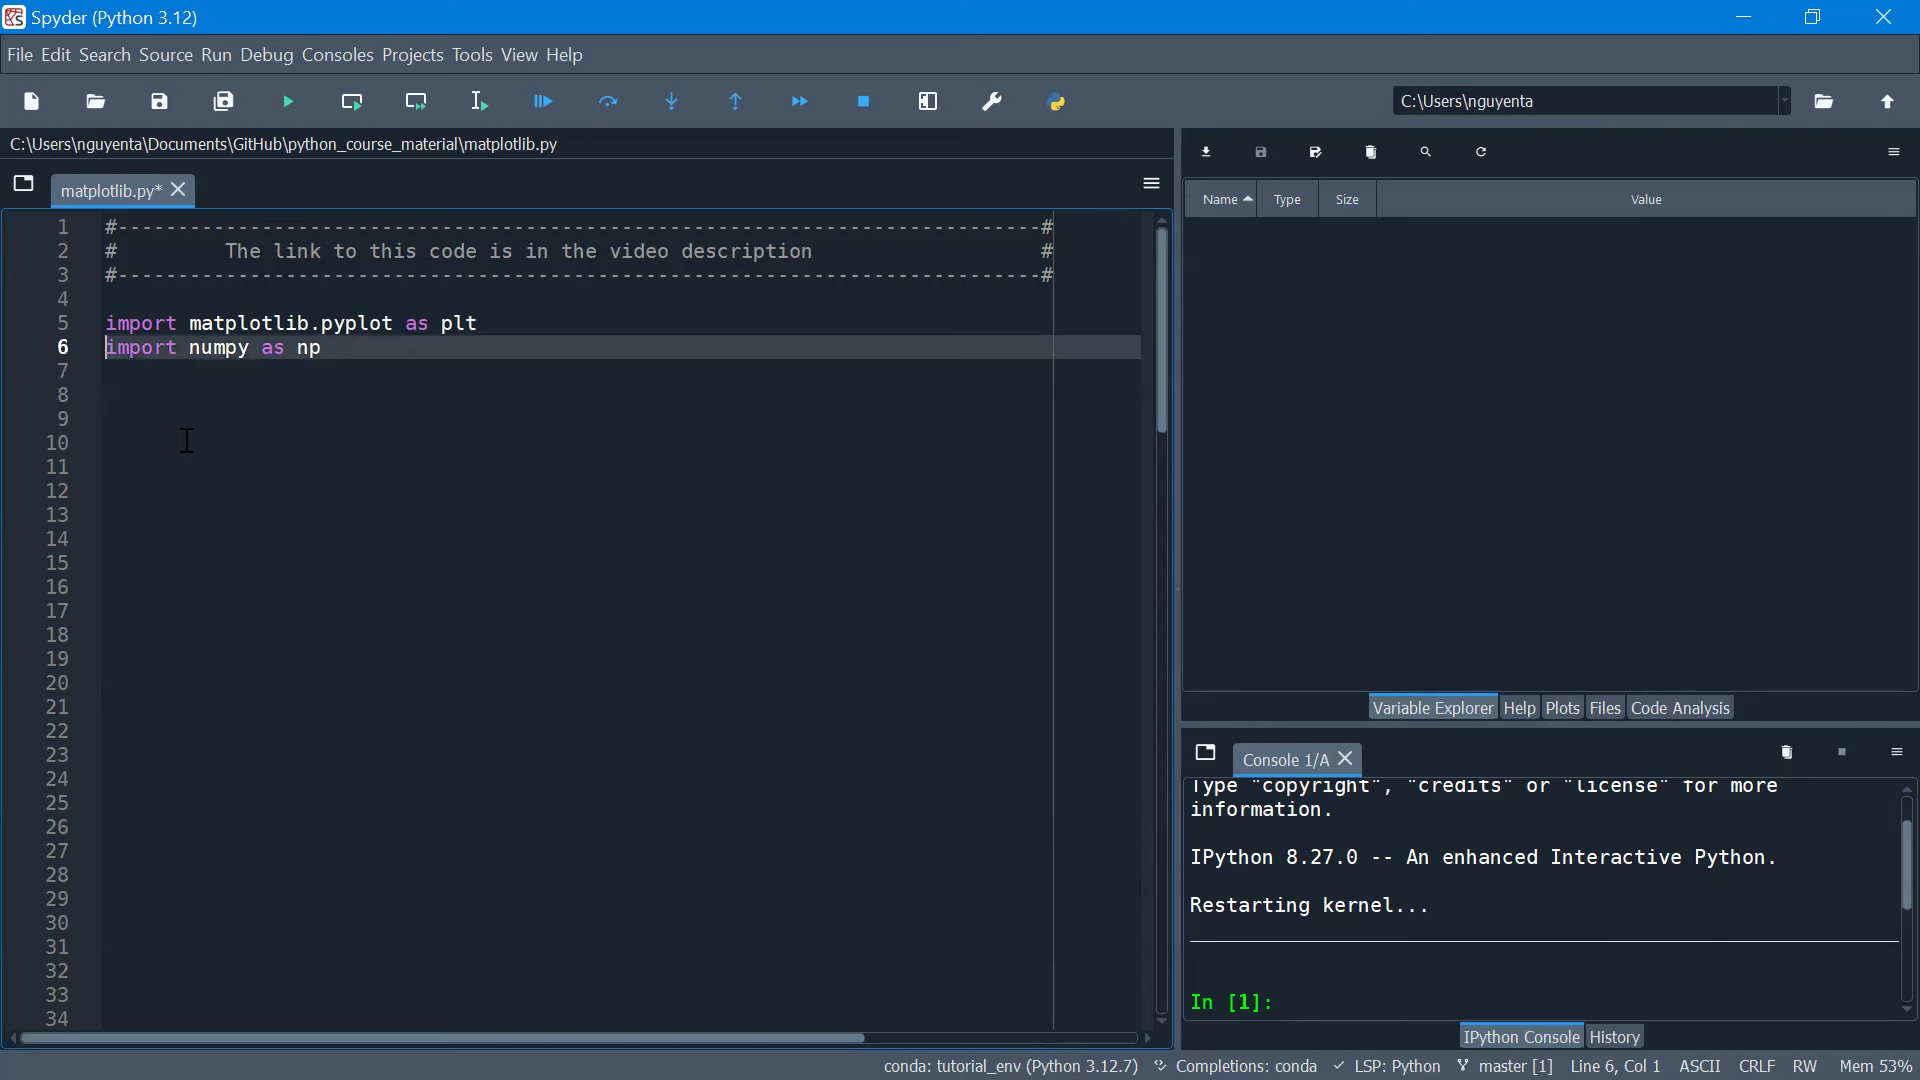 Spyder (Python 3.12)
File Edit Search Source Run Debug Consoles Projects Tools View Help
C:\Users\nguyenta
C:\Users\nguyenta\Documents\GitHub\python_course_material\matplotlib.py
matplotlib.py*
Name Type Size Value
1 #-----------------------------------------------------------------------------#
2 # The link to this code is in the video description #
3 #-----------------------------------------------------------------------------#
4
5 import matplotlib.pyplot as plt
6 import numpy as np
7
8
9
10
11
12
13
14
15
16
17
18
19
20
21
22
23
24
25
26
27
28
29
30
31
32
33
34
Variable Explorer Help Plots Files Code Analysis
Console 1/A
Type "copyright", "credits" or "license" for more
information.
IPython 8.27.0 -- An enhanced Interactive Python.
Restarting kernel...
In [1]:
IPython Console History
conda: tutorial_env (Python 3.12.7) Completions: conda LSP: Python master [1] Line 6, Col 1 ASCII CRLF RW Mem 53%